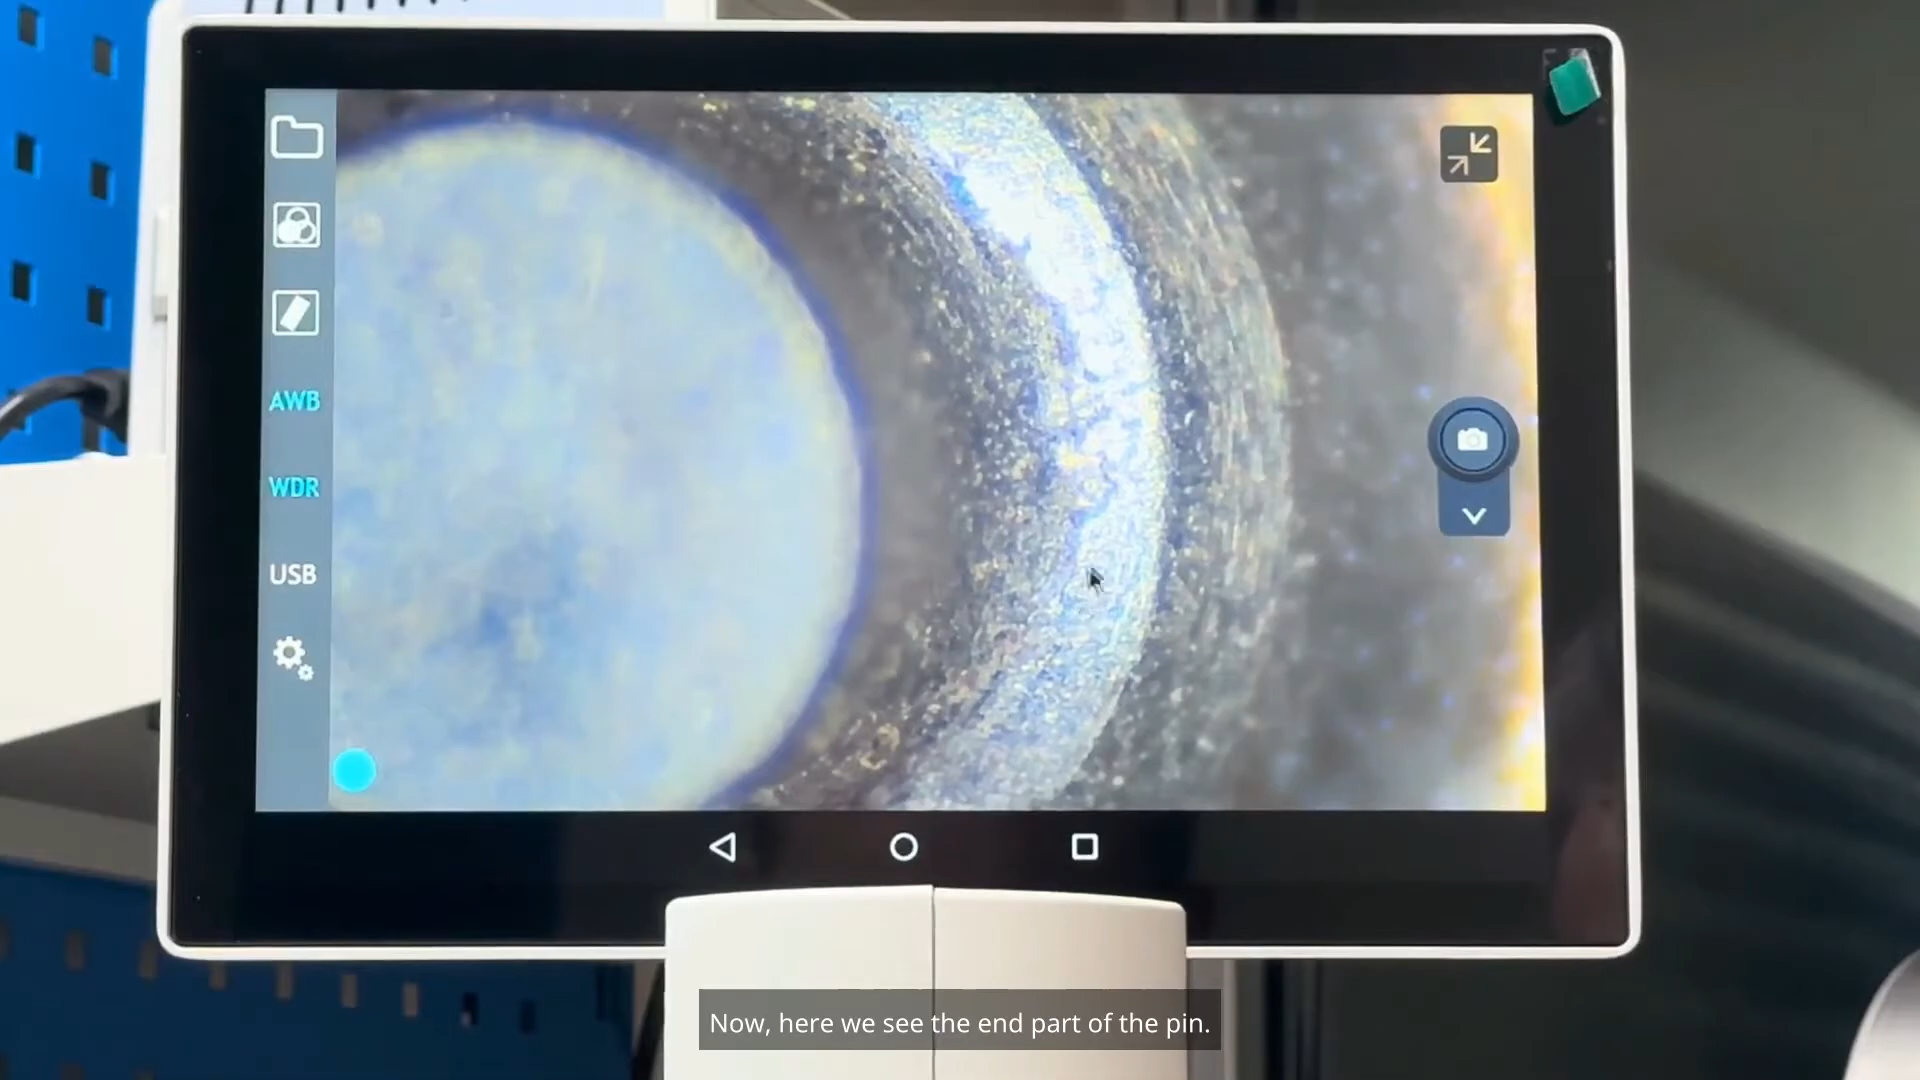 AWB
WDR
USB
Now, here we see the end part of the pin.